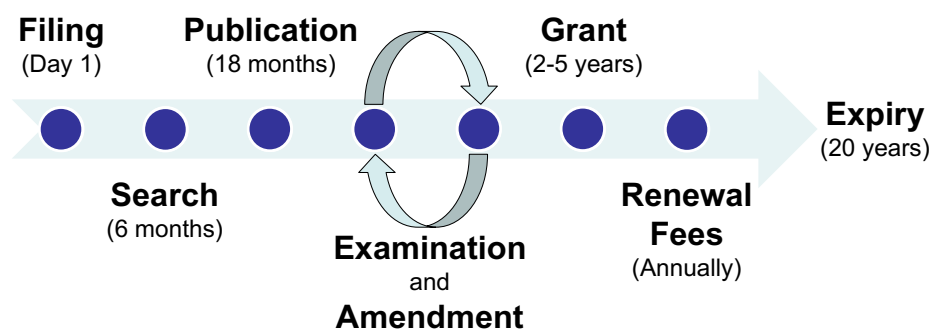 Filing
(Day 1)
Publication
(18 months)
Grant
(2-5 years)
Expiry
(20 years)
Search
(6 months)
Examination
and
Amendment
Renewal
Fees
(Annually)